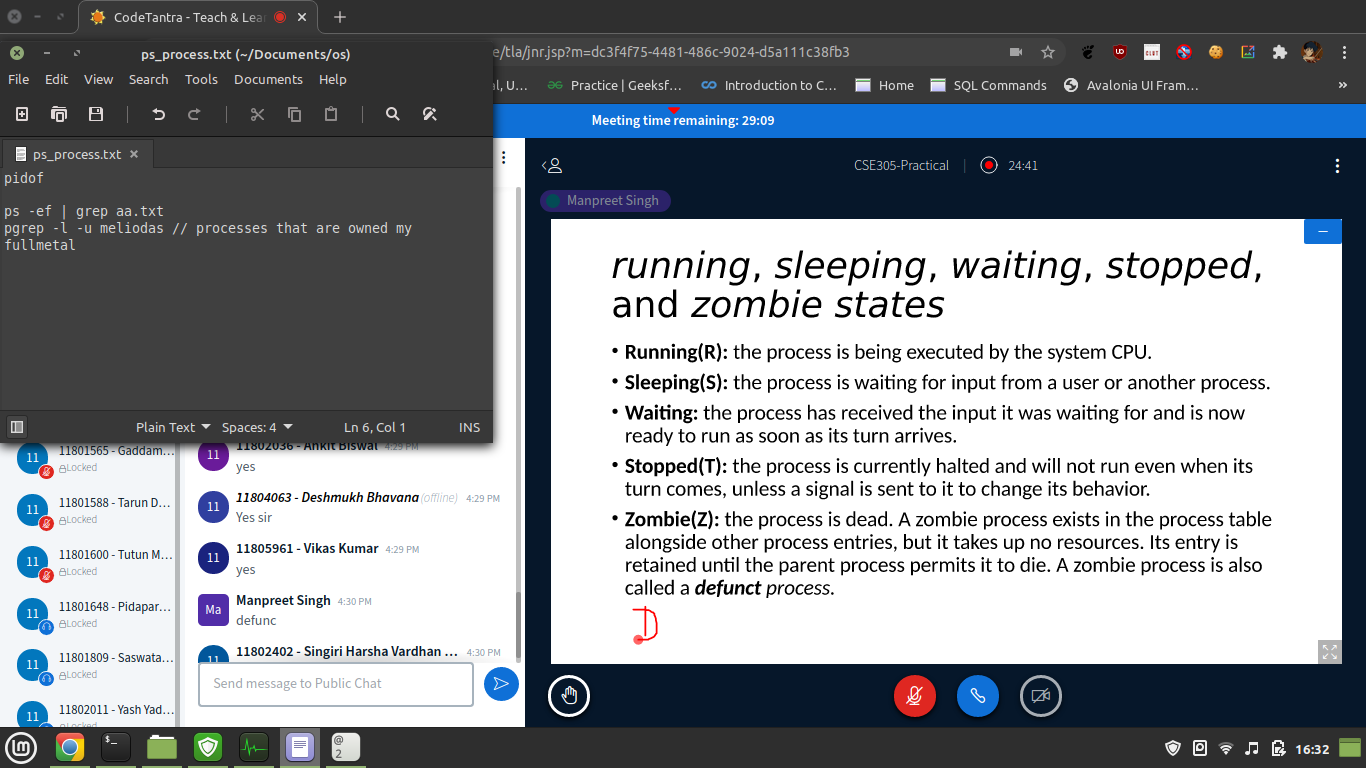 CodeTantra - Teach & Lea
ps_process.txt (~/Documents/os)
e/tla/jnr.jsp?m=dc3f4f75-4481-486c-9024-d5a111c38fb3
File Edit View Search Tools Documents Help
Practice | Geeksf… Introduction to C… Home SQL Commands Avalonia UI Fram… »
Meeting time remaining: 29:09
ps_process.txt
pidof
ps -ef | grep aa.txt
pgrep -l -u meliodas // processes that are owned my
fullmetal
Plain Text Spaces: 4 Ln 6, Col 1 INS
11801565 - Gaddam…
Locked
11801588 - Tarun D…
Locked
11801600 - Tutun M…
Locked
11801648 - Pidapar…
Locked
11801809 - Saswata…
Locked
11802011 - Yash Yad…
Locked
11802036 - Ankit Biswal 4:29 PM
yes
11804063 - Deshmukh Bhavana (offline) 4:29 PM
Yes sir
11805961 - Vikas Kumar 4:29 PM
yes
Ma
Manpreet Singh 4:30 PM
defunc
11802402 - Singiri Harsha Vardhan … 4:30 PM
Send message to Public Chat
CSE305-Practical | 24:41
Manpreet Singh
running, sleeping, waiting, stopped,
and zombie states
• Running(R): the process is being executed by the system CPU.
• Sleeping(S): the process is waiting for input from a user or another process.
• Waiting: the process has received the input it was waiting for and is now
ready to run as soon as its turn arrives.
• Stopped(T): the process is currently halted and will not run even when its
turn comes, unless a signal is sent to it to change its behavior.
• Zombie(Z): the process is dead. A zombie process exists in the process table
alongside other process entries, but it takes up no resources. Its entry is
retained until the parent process permits it to die. A zombie process is also
called a defunct process.
D
16:32